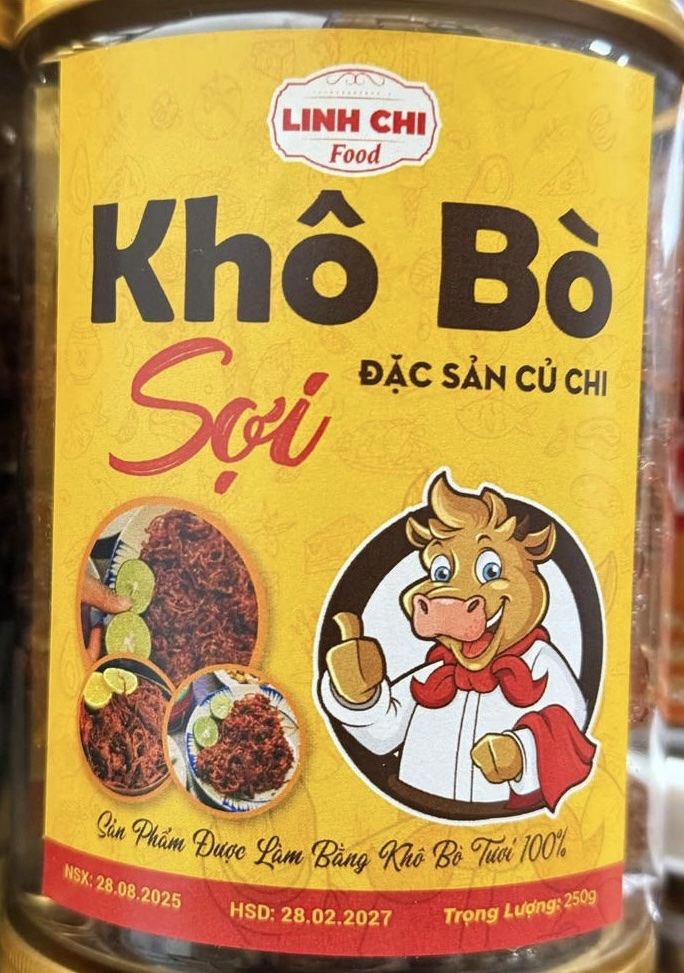 LINH CHI
Food
Khô Bò
Sợi
ĐẶC SẢN CỦ CHI
Sản Phẩm Được Làm Bằng Khô Bò Tươi 100%
NSX: 28.08.2025
HSD: 28.02.2027
Trọng Lượng: 250g